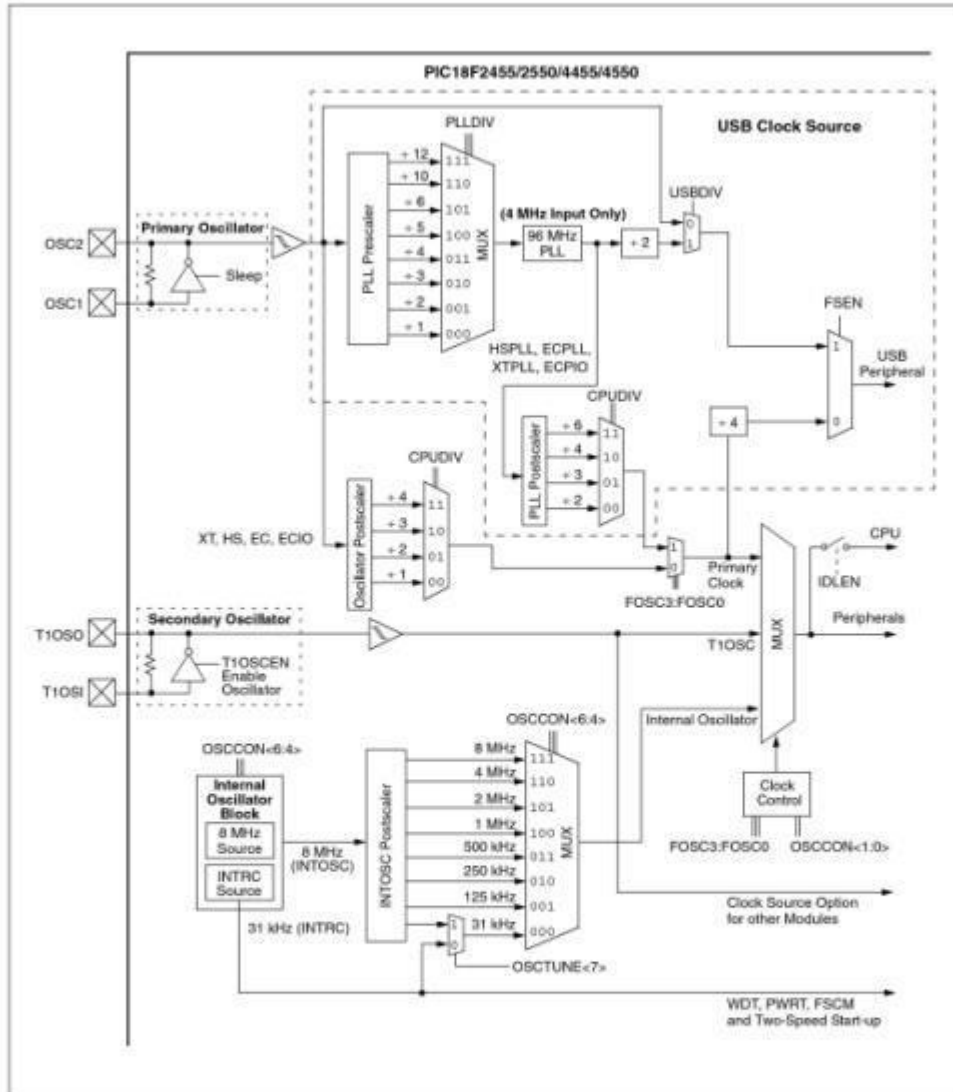 PIC18F2455/2550/4455/4550
PLLDIV
USB Clock Source
÷ 12
111
÷ 10
110
÷ 6
101
÷ 5
100
÷ 4
011
÷ 3
010
÷ 2
001
÷ 1
000
PLL Prescaler
MUX
(4 MHz Input Only)
96 MHz
PLL
÷ 2
USBDIV
0
1
OSC2
Primary Oscillator
Sleep
OSC1
FSEN
1
USB
Peripheral
0
HSPLL, ECPLL,
XTPLL, ECPIO
CPUDIV
÷ 6
11
÷ 4
10
÷ 3
01
÷ 2
00
PLL Postscaler
÷ 4
CPUDIV
÷ 4
11
÷ 3
10
÷ 2
01
÷ 1
00
Oscillator Postscaler
XT, HS, EC, ECIO
1
0
Primary
Clock
FOSC3:FOSC0
CPU
IDLEN
Peripherals
MUX
Secondary Oscillator
T1OSO
T1OSCEN
Enable
Oscillator
T1OSI
T1OSC
Internal Oscillator
OSCCON<6:4>
OSCCON<6:4>
Internal
Oscillator
Block
8 MHz
Source
INTRC
Source
8 MHz
(INTOSC)
31 kHz (INTRC)
INTOSC Postscaler
8 MHz
111
4 MHz
110
2 MHz
101
1 MHz
100
500 kHz
011
250 kHz
010
125 kHz
001
1
0
31 kHz
000
MUX
OSCTUNE<7>
Clock
Control
FOSC3:FOSC0
OSCCON<1:0>
Clock Source Option
for other Modules
WDT, PWRT, FSCM
and Two-Speed Start-up